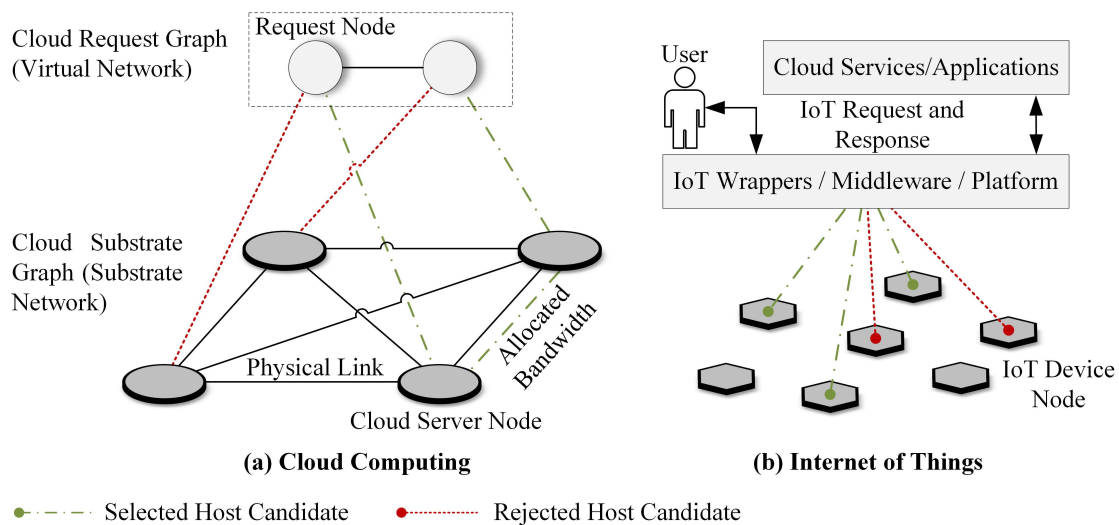 Cloud Request Graph
(Virtual Network)
Request Node
Cloud Substrate
Graph (Substrate
Network)
Physical Link
Allocated
Bandwidth
Cloud Server Node
(a) Cloud Computing
User
Cloud Services/Applications
IoT Request and
Response
IoT Wrappers / Middleware / Platform
IoT Device
Node
(b) Internet of Things
Selected Host Candidate
Rejected Host Candidate